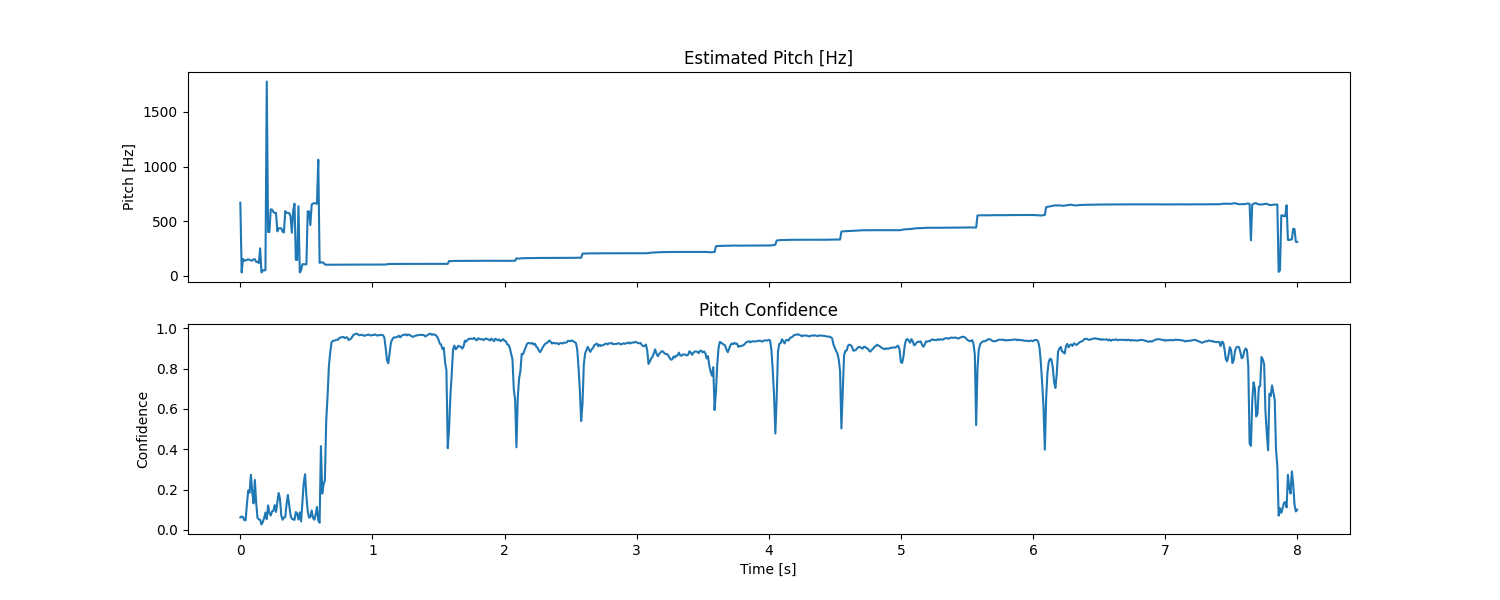 Estimated Pitch [Hz]
1500
1000
500
0
Pitch [Hz]
Pitch Confidence
1.0
0.8
0.6
0.4
0.2
0.0
Confidence
0 1 2 3 4 5 6 7 8
Time [s]